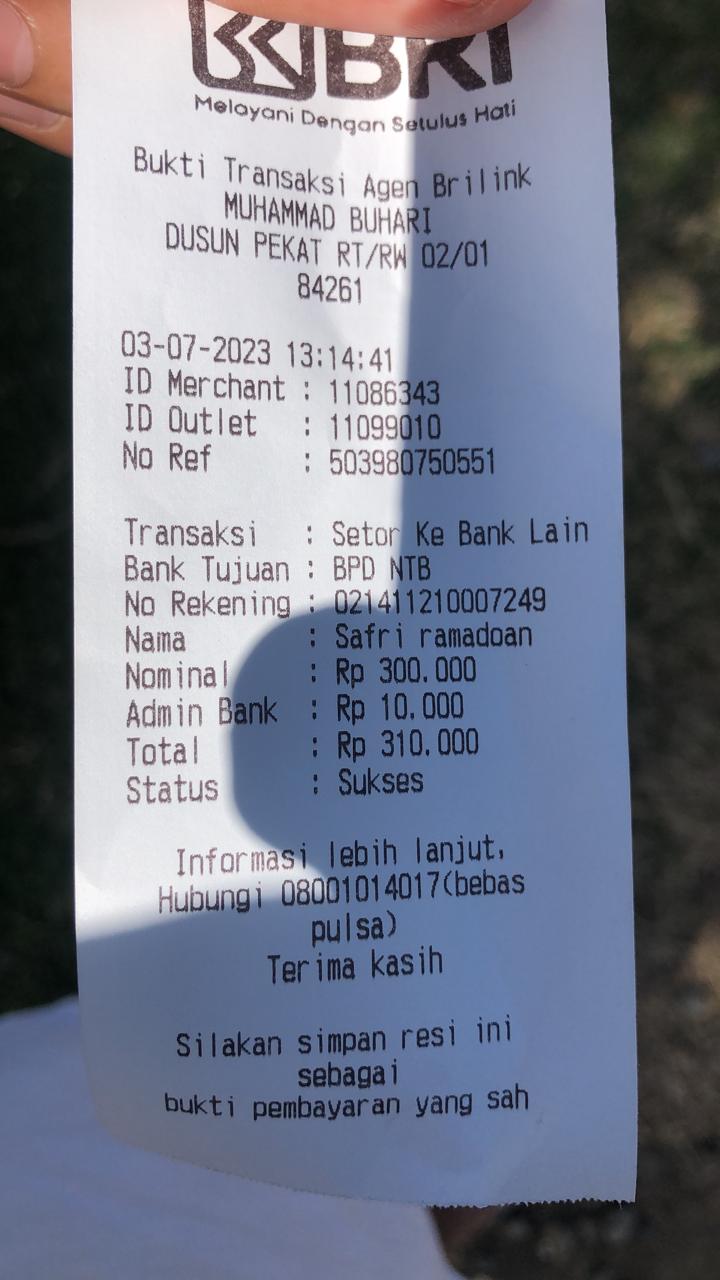 BRI
Melayani Dengan Setulus Hati
Bukti Transaksi Agen Brilink
MUHAMMAD BUHARI
DUSUN PEKAT RT/RW 02/01
84261
03-07-2023 13:14:41
ID Merchant : 11086343
ID Outlet : 11099010
No Ref : 503980750551
Transaksi : Setor Ke Bank Lain
Bank Tujuan : BPD NTB
No Rekening : 021411210007249
Nama : Safri ramadoan
Nominal : Rp 300.000
Admin Bank : Rp 10.000
Total : Rp 310.000
Status : Sukses
Informasi lebih lanjut,
Hubungi 08001014017(bebas
pulsa)
Terima kasih
Silakan simpan resi ini
sebagai
bukti pembayaran yang sah